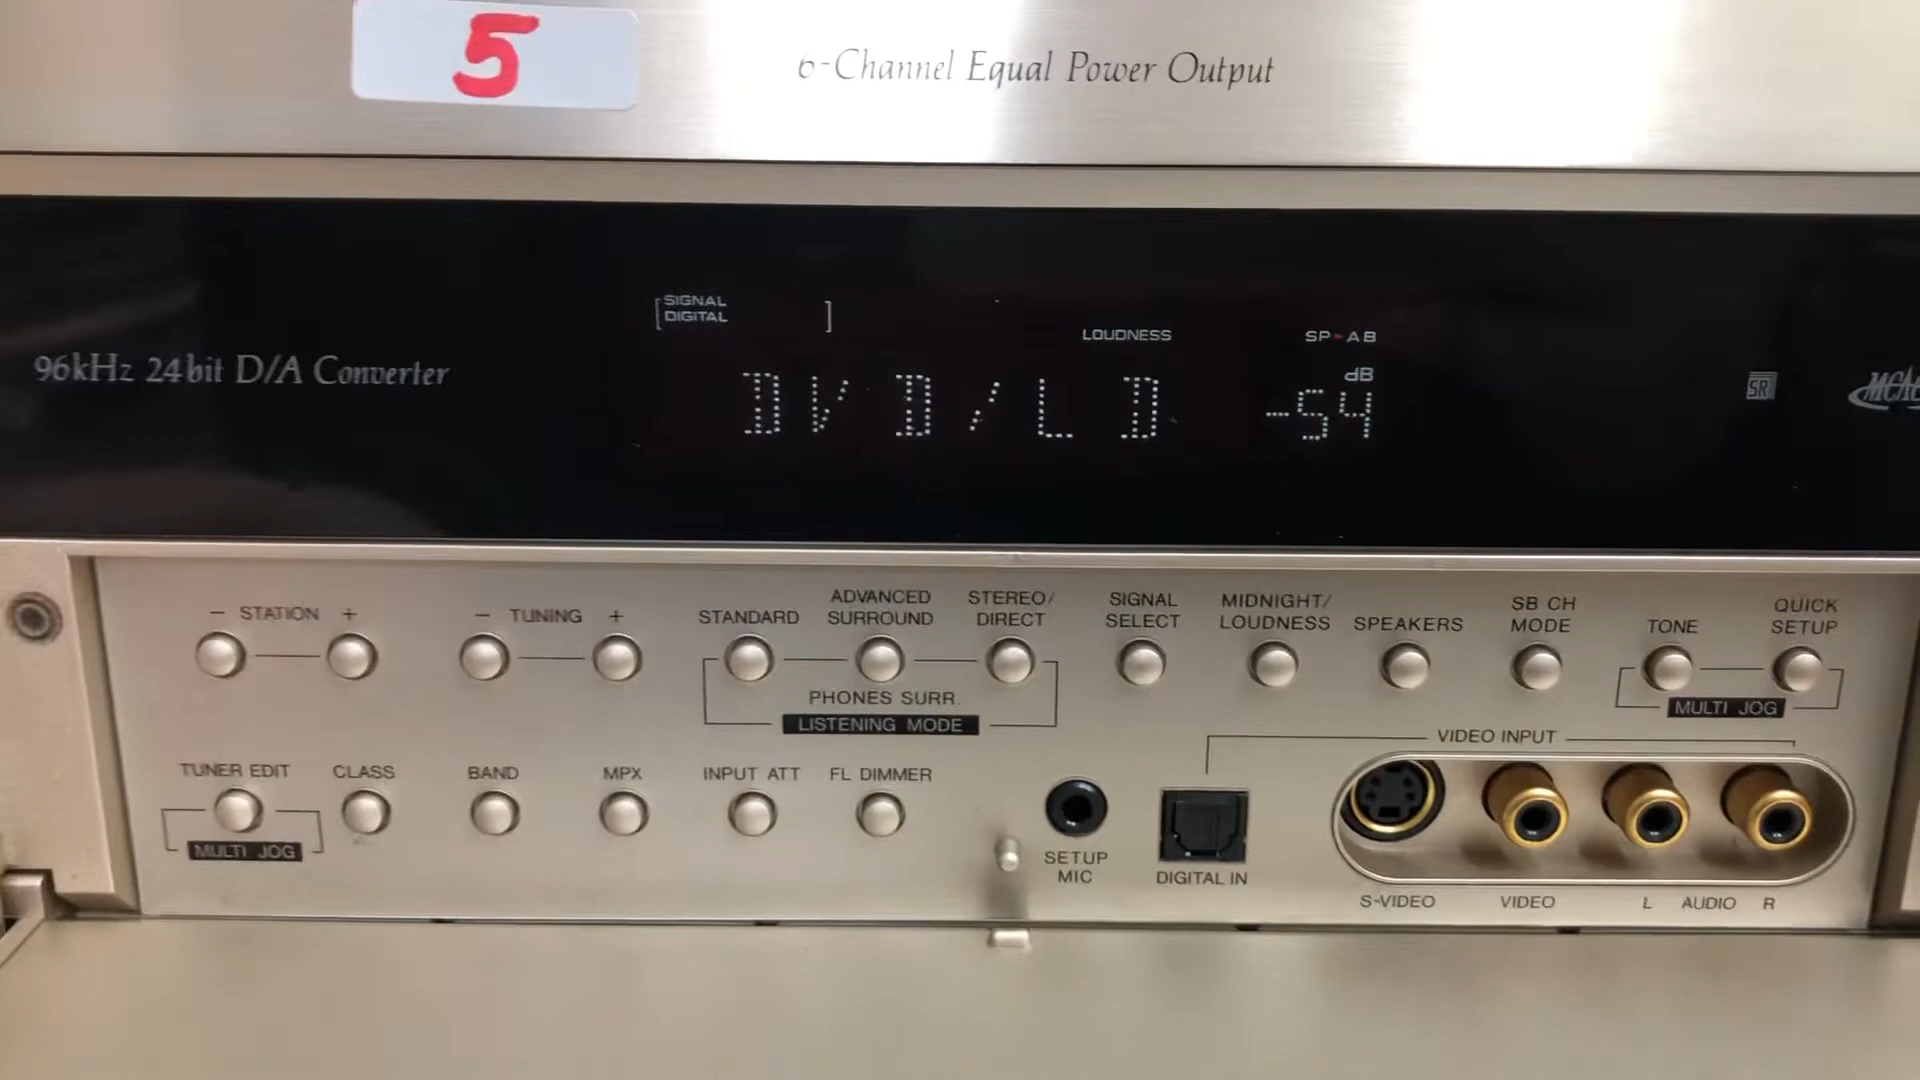 5
6-Channel Equal Power Output
SIGNAL
DIGITAL
LOUDNESS
SP►AB
dB
96kHz 24bit D/A Converter
DVD/LD -54
SR
− STATION +
− TUNING +
STANDARD
ADVANCED
SURROUND
STEREO/
DIRECT
SIGNAL
SELECT
MIDNIGHT/
LOUDNESS
SPEAKERS
SB CH
MODE
TONE
QUICK
SETUP
PHONES SURR.
LISTENING MODE
MULTI JOG
VIDEO INPUT
TUNER EDIT
CLASS
BAND
MPX
INPUT ATT
FL DIMMER
MULTI JOG
SETUP
MIC
DIGITAL IN
S-VIDEO
VIDEO
L AUDIO R